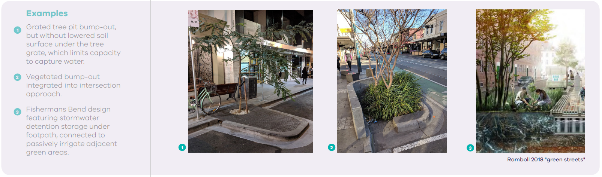 Examples
1
Grated tree pit bump-out,
but without lowered soil
surface under the tree
grate, which limits capacity
to capture water.
2
Vegetated bump-out
integrated into intersection
approach
3
Fishermans Bend design
featuring stormwater
detention storage under
footpath, connected to
passively irrigate adjacent
green areas.
1
2
3
Ramboll 2018 "green streets"